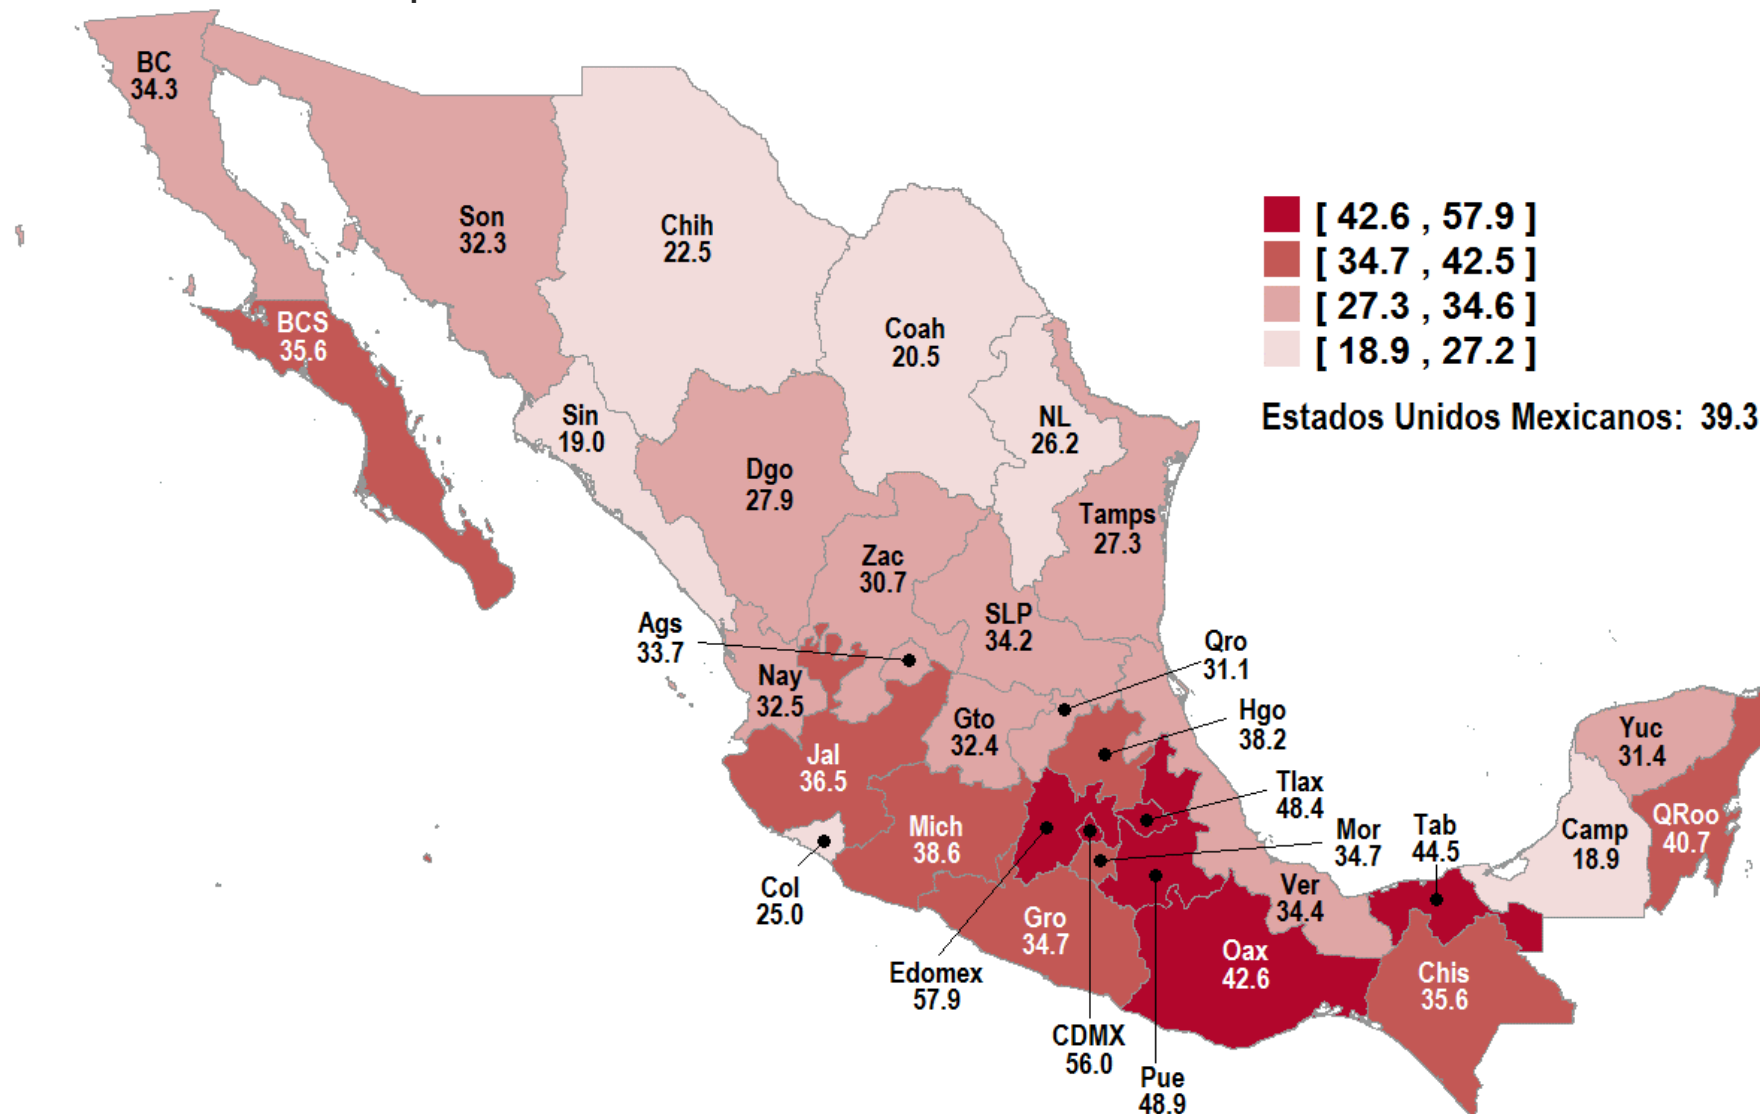 BC
34.3
Son
32.3
Chih
22.5
[ 42.6 , 57.9 ]
[ 34.7 , 42.5 ]
[ 27.3 , 34.6 ]
[ 18.9 , 27.2 ]
Estados Unidos Mexicanos: 39.3
BCS
35.6
Coah
20.5
Sin
19.0
NL
26.2
Dgo
27.9
Tamps
27.3
Zac
30.7
SLP
34.2
Ags
33.7
Qro
31.1
Nay
32.5
Gto
32.4
Hgo
38.2
Yuc
31.4
Jal
36.5
Tlax
48.4
Mich
38.6
Mor
34.7
Tab
44.5
Camp
18.9
QRoo
40.7
Col
25.0
Ver
34.4
Gro
34.7
Oax
42.6
Chis
35.6
Edomex
57.9
CDMX
56.0
Pue
48.9